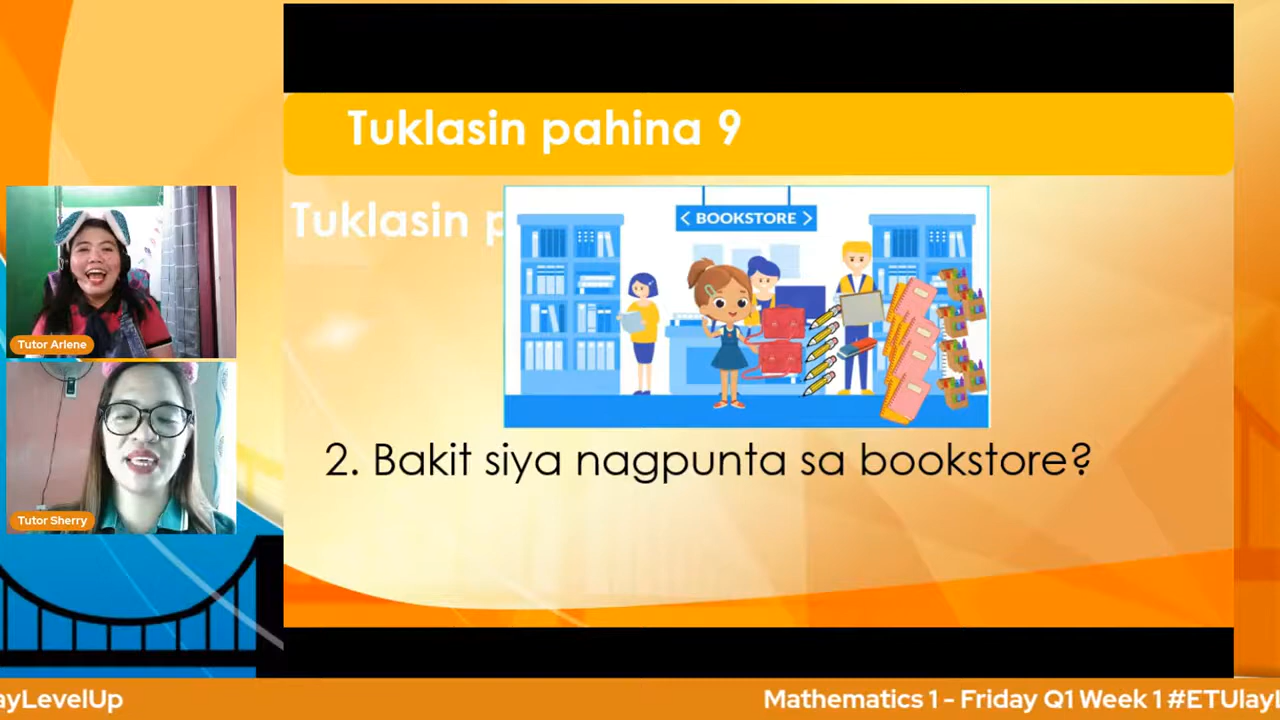 Tuklasin pahina 9
Tuklasin p
< BOOKSTORE >
2. Bakit siya nagpunta sa bookstore?
Tutor Arlene
Tutor Sherry
ayLevelUp
Mathematics 1 - Friday Q1 Week 1 #ETUlayL